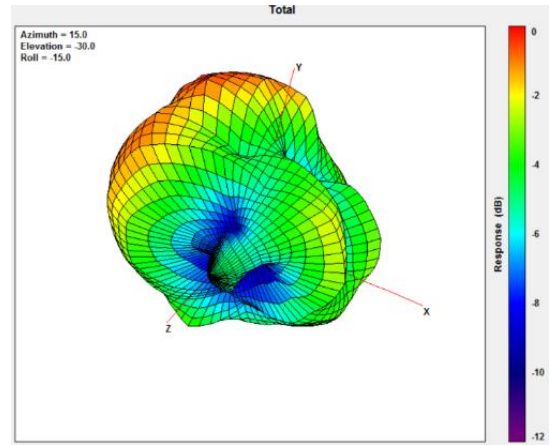 Total
Azimuth = 15.0
Elevation = -30.0
Roll = -15.0
Y
X
Z
0
-2
-4
-6
-8
-10
-12
Response (dB)